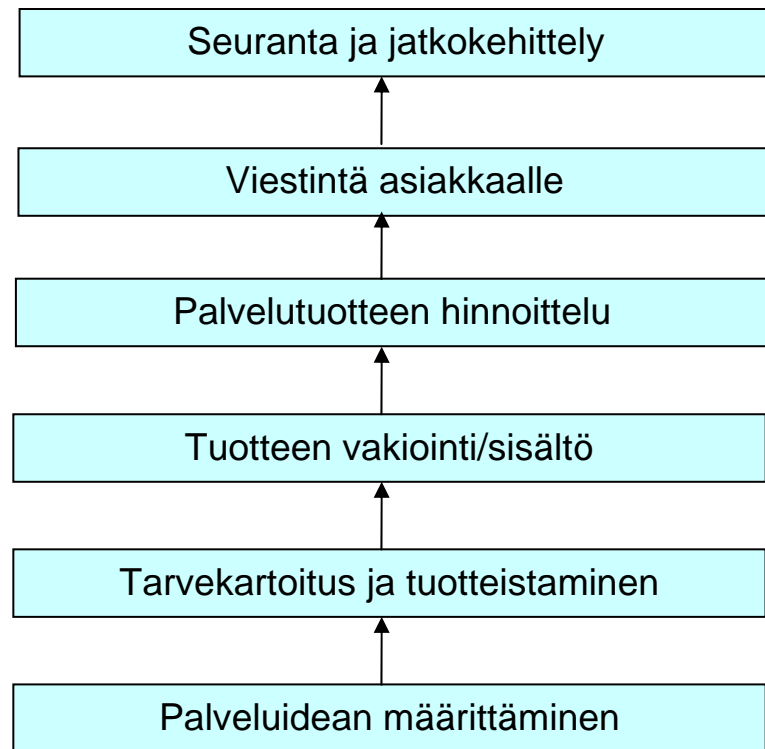 Seuranta ja jatkokehittely
Viestintä asiakkaalle
Palvelutuotteen hinnoittelu
Tuotteen vakiointi/sisältö
Tarvekartoitus ja tuotteistaminen
Palveluidean määrittäminen